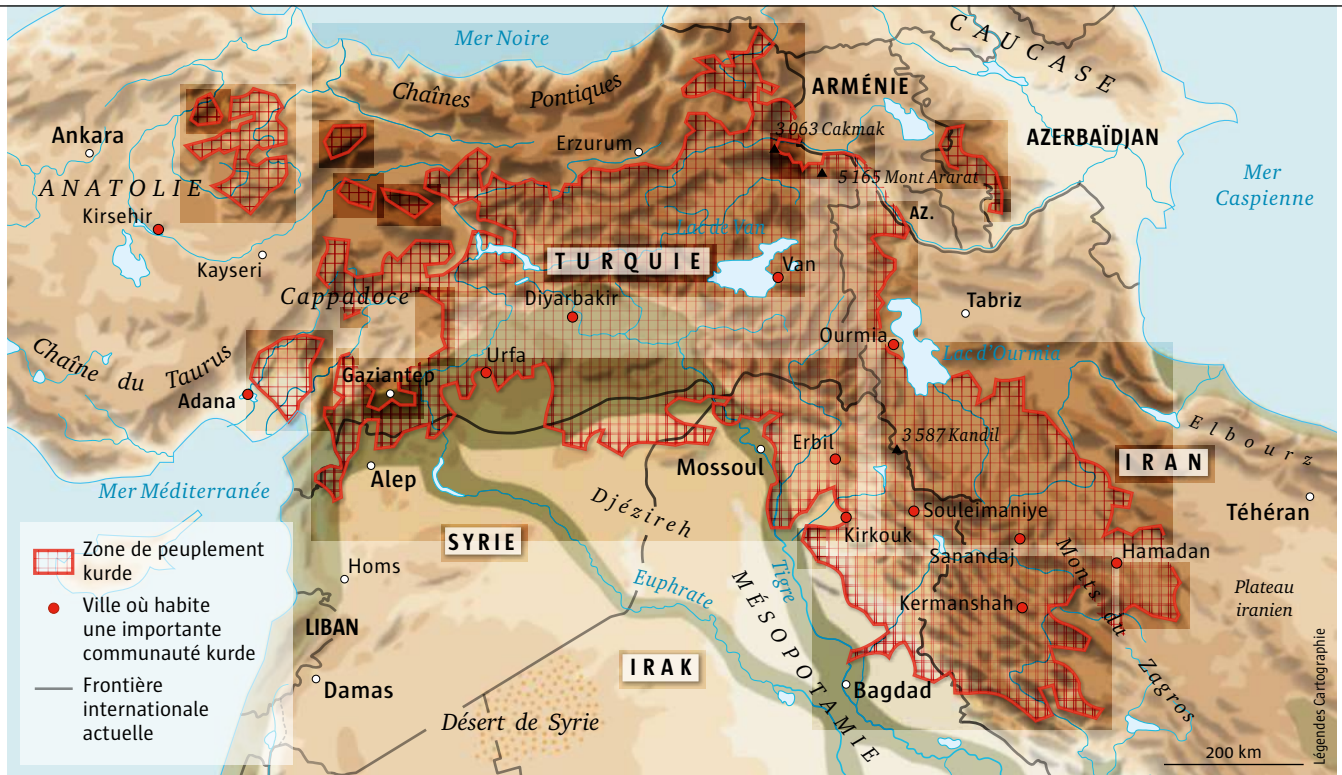 Mer Noire
CAUCASE
Chaînes Pontiques
ARMÉNIE
Ankara
Erzurum
3 063 Cakmak
AZERBAÏDJAN
ANATOLIE
5 165 Mont Ararat
Mer
Caspienne
Kirsehir
AZ.
Lac de Van
Kayseri
TURQUIE
Van
Cappadoce
Diyarbakir
Tabriz
Ourmia
Lac d'Ourmia
Chaîne du Taurus
Urfa
Gaziantep
Adana
3 587 Kandil
Elbourz
Erbil
Mossoul
IRAN
Alep
Mer Méditerranée
Djézireh
Téhéran
Souleimaniye
Kirkouk
SYRIE
Sanandaj
Hamadan
Zone de peuplement
kurde
Homs
Euphrate
Tigre
MÉSOPOTAMIE
Monts du Zagros
Plateau
iranien
Kermanshah
Ville où habite
une importante
communauté kurde
LIBAN
IRAK
Damas
Bagdad
Frontière
internationale
actuelle
Désert de Syrie
200 km
Légendes Cartographie